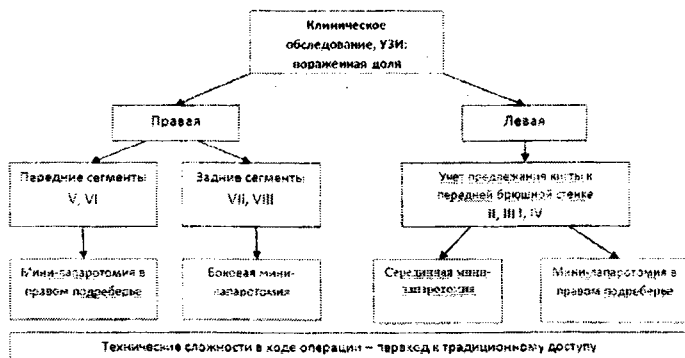 Клиническое
обследование, УЗИ:
пораженная доля
Правая
Левая
Передние сегменты
V, VI
Задние сегменты
VII, VIII
Учет предлежания кисты к
передней брюшной стенке
II, III I, IV
Мини-лапаротомия в
правом подреберье
Боковая мини-
лапаротомия
Серединная мини-
лапаротомия
Мини-лапаротомия в
правом подреберье
Технические сложности в ходе операции – переход к традиционному доступу